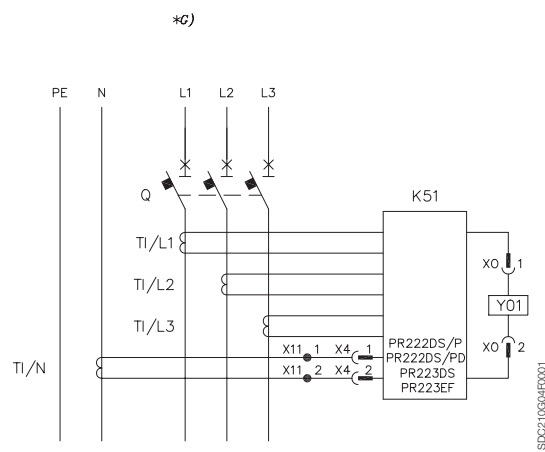 *G)
PE N L1 L2 L3
Q K51
TI/L1
X0 1
TI/L2
Y01
TI/L3
X0 2
PR222DS/P
TI/N X11 1 X4 1 PR222DS/PD
X11 2 X4 2 PR223DS
PR223EF
SDC210G04F0001